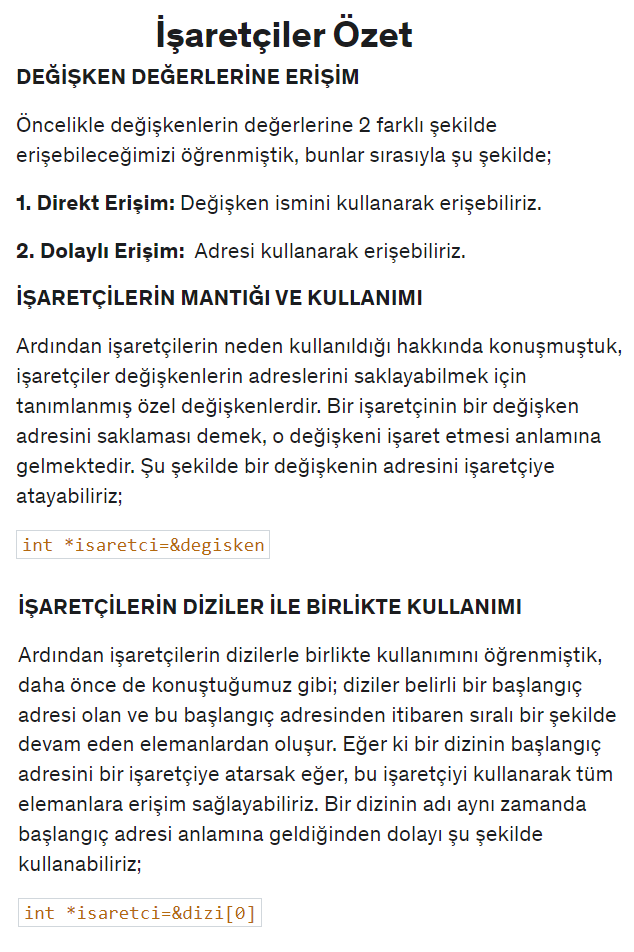 İşaretçiler Özet
DEĞİŞKEN DEĞERLERİNE ERİŞİM
Öncelikle değişkenlerin değerlerine 2 farklı şekilde
erişebileceğimizi öğrenmiştik, bunlar sırasıyla şu şekilde;
1. Direkt Erişim: Değişken ismini kullanarak erişebiliriz.
2. Dolaylı Erişim: Adresi kullanarak erişebiliriz.
İŞARETÇİLERİN MANTIĞI VE KULLANIMI
Ardından işaretçilerin neden kullanıldığı hakkında konuşmuştuk,
işaretçiler değişkenlerin adreslerini saklayabilmek için
tanımlanmış özel değişkenlerdir. Bir işaretçinin bir değişken
adresini saklaması demek, o değişkeni işaret etmesi anlamına
gelmektedir. Şu şekilde bir değişkenin adresini işaretçiye
atayabiliriz;
int *isaretci=&degisken
İŞARETÇİLERİN DİZİLER İLE BİRLİKTE KULLANIMI
Ardından işaretçilerin dizilerle birlikte kullanımını öğrenmiştik,
daha önce de konuştuğumuz gibi; diziler belirli bir başlangıç
adresi olan ve bu başlangıç adresinden itibaren sıralı bir şekilde
devam eden elemanlardan oluşur. Eğer ki bir dizinin başlangıç
adresini bir işaretçiye atarsak eğer, bu işaretçiyi kullanarak tüm
elemanlara erişim sağlayabiliriz. Bir dizinin adı aynı zamanda
başlangıç adresi anlamına geldiğinden dolayı şu şekilde
kullanabiliriz;
int *isaretci=&dizi[0]